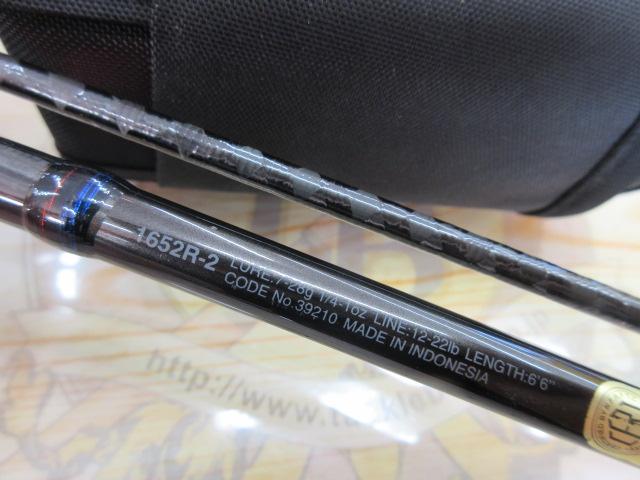 1652R-2 LURE:7-28g 1/4-1oz LINE:12-22lb LENGTH:6'6"
CODE No.39210 MADE IN INDONESIA
http://www.tackle